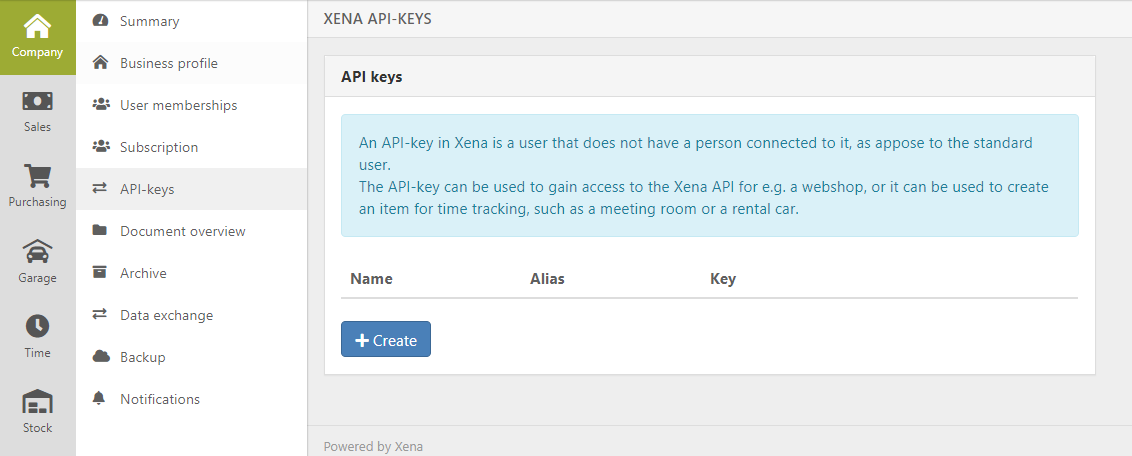 Company
Sales
Purchasing
Garage
Time
Stock
Summary
Business profile
User memberships
Subscription
API-keys
Document overview
Archive
Data exchange
Backup
Notifications
XENA API-KEYS
API keys
An API-key in Xena is a user that does not have a person connected to it, as appose to the standard
user.
The API-key can be used to gain access to the Xena API for e.g. a webshop, or it can be used to create
an item for time tracking, such as a meeting room or a rental car.
Name Alias Key
Create
Powered by Xena